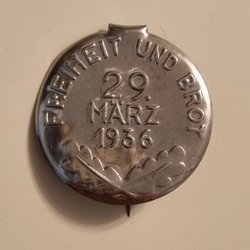 FREIHEIT UND BROT
29.
MÄRZ
1936